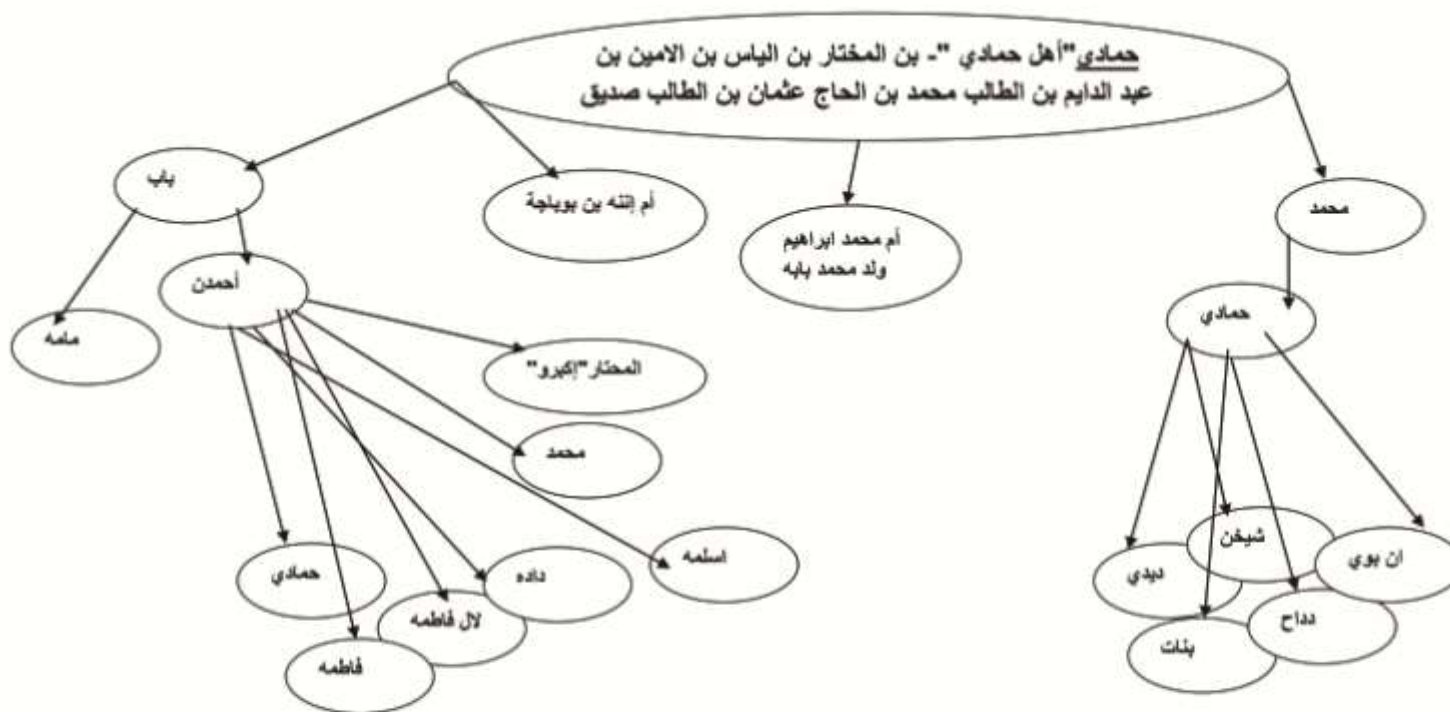 حمادي"أهل حمادي "- بن المختار بن الياس بن الامين بن
عبد الدايم بن الطالب محمد بن الحاج عثمان بن الطالب صديق
محمد
أم محمد ابراهيم
ولد محمد بابه
أم إنته بن بوباجة
باب
أحمدن
مامه
المختار"إكيرو"
محمد
اسلمه
داده
لال فاطمه
فاطمه
حمادي
حمادي
ان بوي
شيخن
ديدي
دداح
بنات